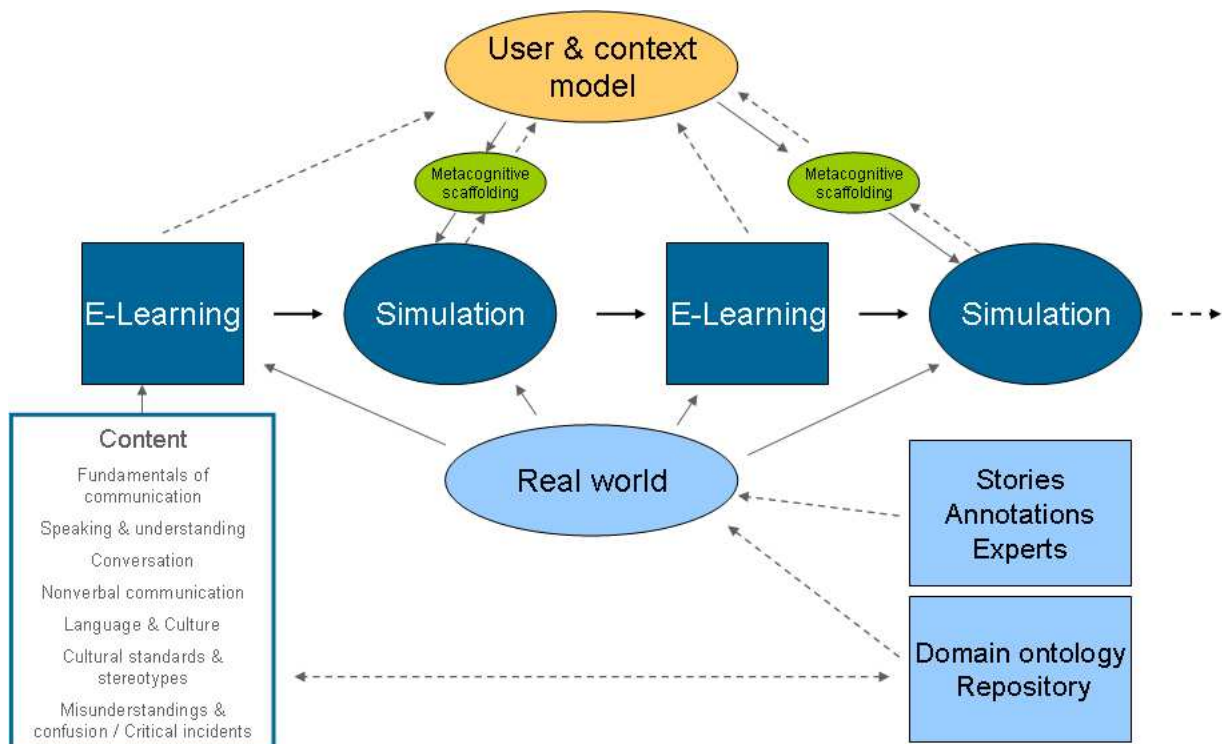 User & context
model
Metacognitive
scaffolding
Metacognitive
scaffolding
E-Learning
Simulation
E-Learning
Simulation
Content
Fundamentals of
communication
Speaking & understanding
Conversation
Nonverbal communication
Language & Culture
Cultural standards &
stereotypes
Misunderstandings &
confusion / Critical incidents
Real world
Stories
Annotations
Experts
Domain ontology
Repository